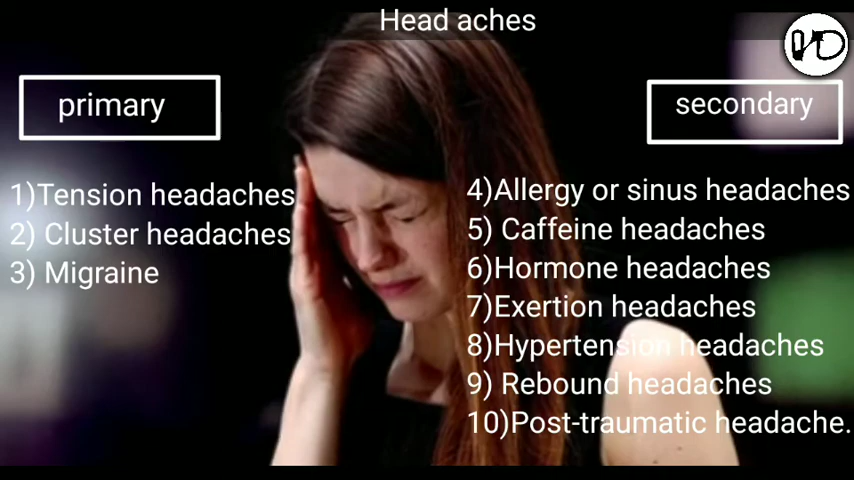 Head aches
primary
1)Tension headaches
2) Cluster headaches
3) Migraine
secondary
4)Allergy or sinus headaches
5) Caffeine headaches
6)Hormone headaches
7)Exertion headaches
8)Hypertension headaches
9) Rebound headaches
10)Post-traumatic headache.